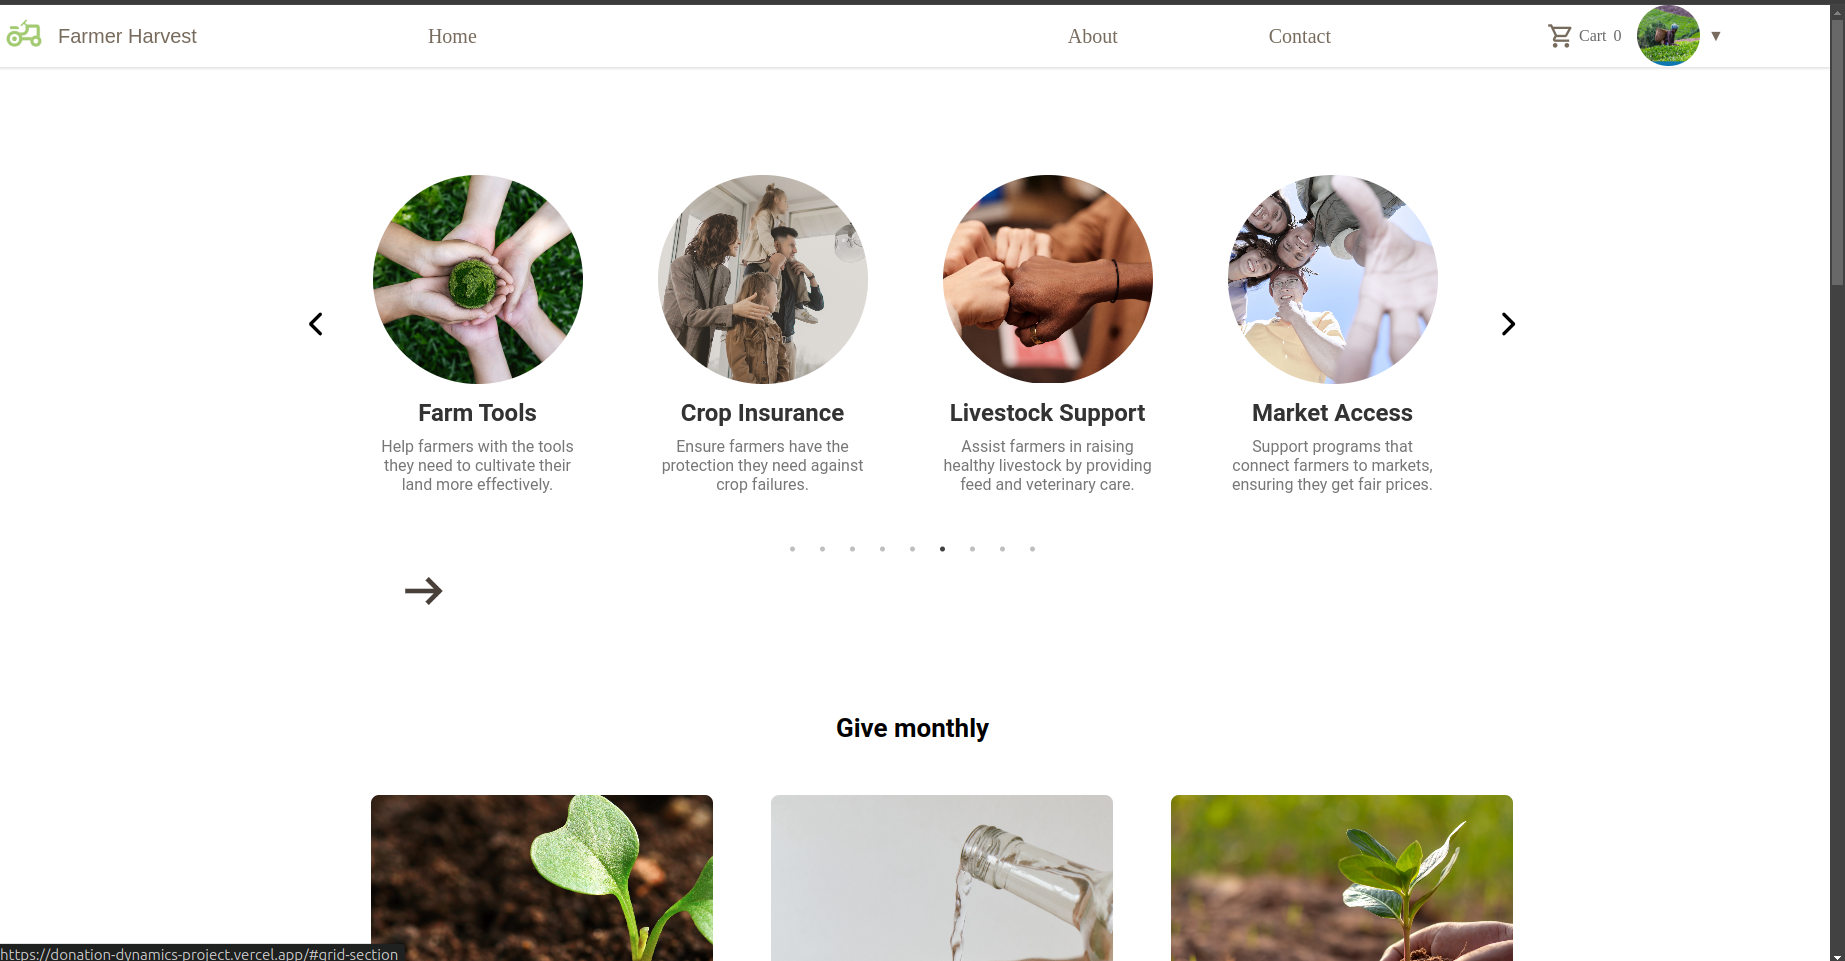 Farmer Harvest
Home
About
Contact
Cart 0
▼
Farm Tools
Help farmers with the tools
they need to cultivate their
land more effectively.
Crop Insurance
Ensure farmers have the
protection they need against
crop failures.
Livestock Support
Assist farmers in raising
healthy livestock by providing
feed and veterinary care.
Market Access
Support programs that
connect farmers to markets,
ensuring they get fair prices.
Give monthly
https://donation-dynamics-project.vercel.app/#grid-section